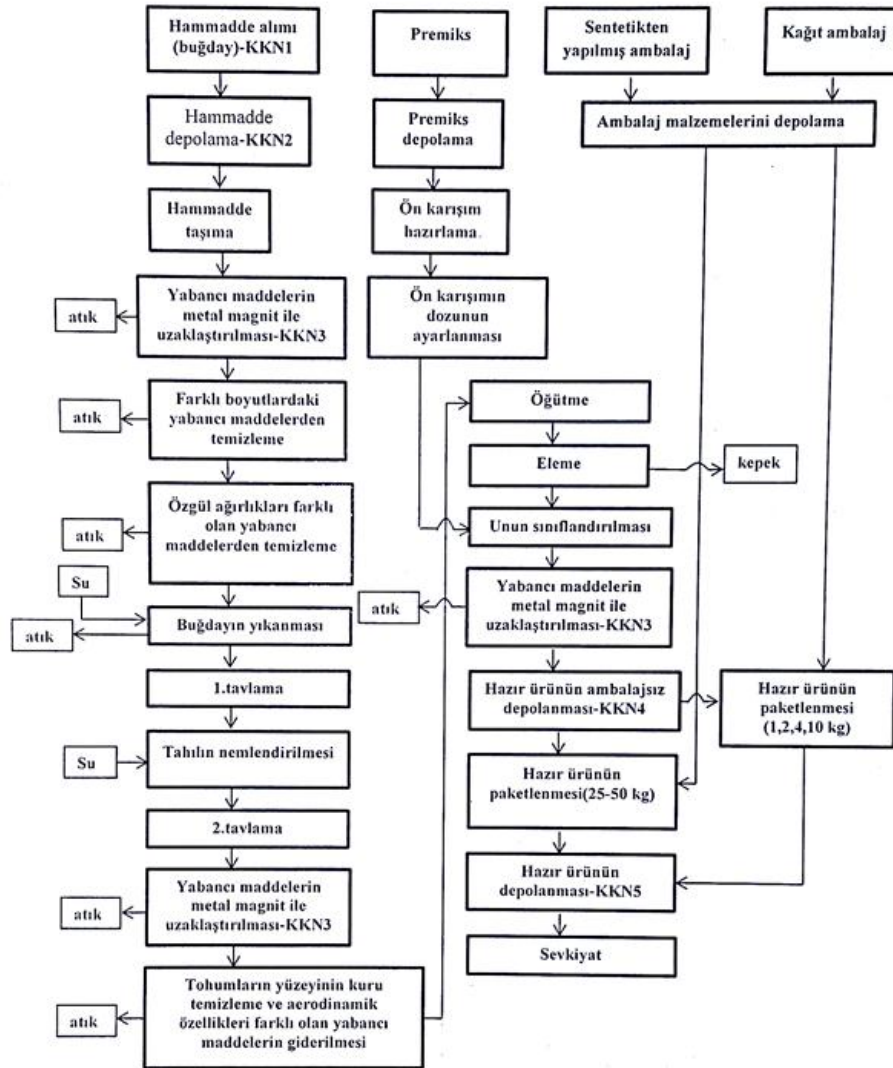 Hammadde alımı
(buğday)-KKN1
Hammadde
depolama-KKN2
Hammadde
taşıma
Yabancı maddelerin
metal magnit ile
uzaklaştırılması-KKN3
atık
Farklı boyutlardaki
yabancı maddelerden
temizleme
atık
Özgül ağırlıkları farklı
olan yabancı
maddelerden temizleme
atık
Su
Buğdayın yıkanması
atık
1.tavlama
Su
Tahılın nemlendirilmesi
2.tavlama
Yabancı maddelerin
metal magnit ile
uzaklaştırılması-KKN3
atık
Tohumların yüzeyinin kuru
temizleme ve aerodinamik
özellikleri farklı olan yabancı
maddelerin giderilmesi
atık
Premiks
Premiks
depolama
Ön karışım
hazırlama.
Ön karışımın
dozunun
ayarlanması
Öğütme
Eleme
kepek
Unun sınıflandırılması
Yabancı maddelerin
metal magnit ile
uzaklaştırılması-KKN3
atık
Hazır ürünün ambalajsız
depolanması-KKN4
Hazır ürünün
paketlenmesi(25-50 kg)
Hazır ürünün
depolanması-KKN5
Sevkiyat
Sentetikten
yapılmış ambalaj
Kağıt ambalaj
Ambalaj malzemelerini depolama
Hazır ürünün
paketlenmesi
(1,2,4,10 kg)